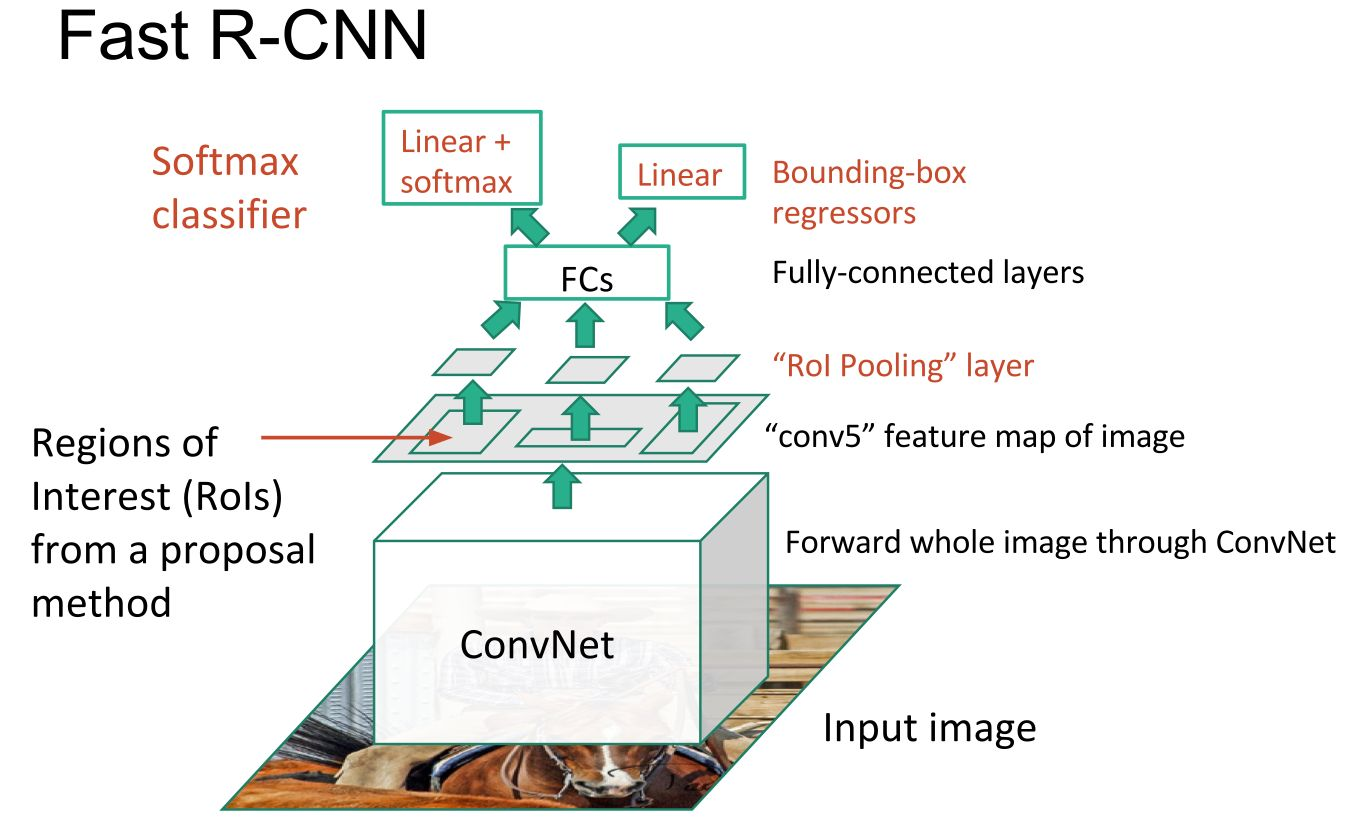 Fast R-CNN
Softmax
classifier
Linear +
softmax
Linear
Bounding-box
regressors
FCs
Fully-connected layers
“RoI Pooling” layer
Regions of
Interest (RoIs)
from a proposal
method
“conv5” feature map of image
Forward whole image through ConvNet
ConvNet
Input image